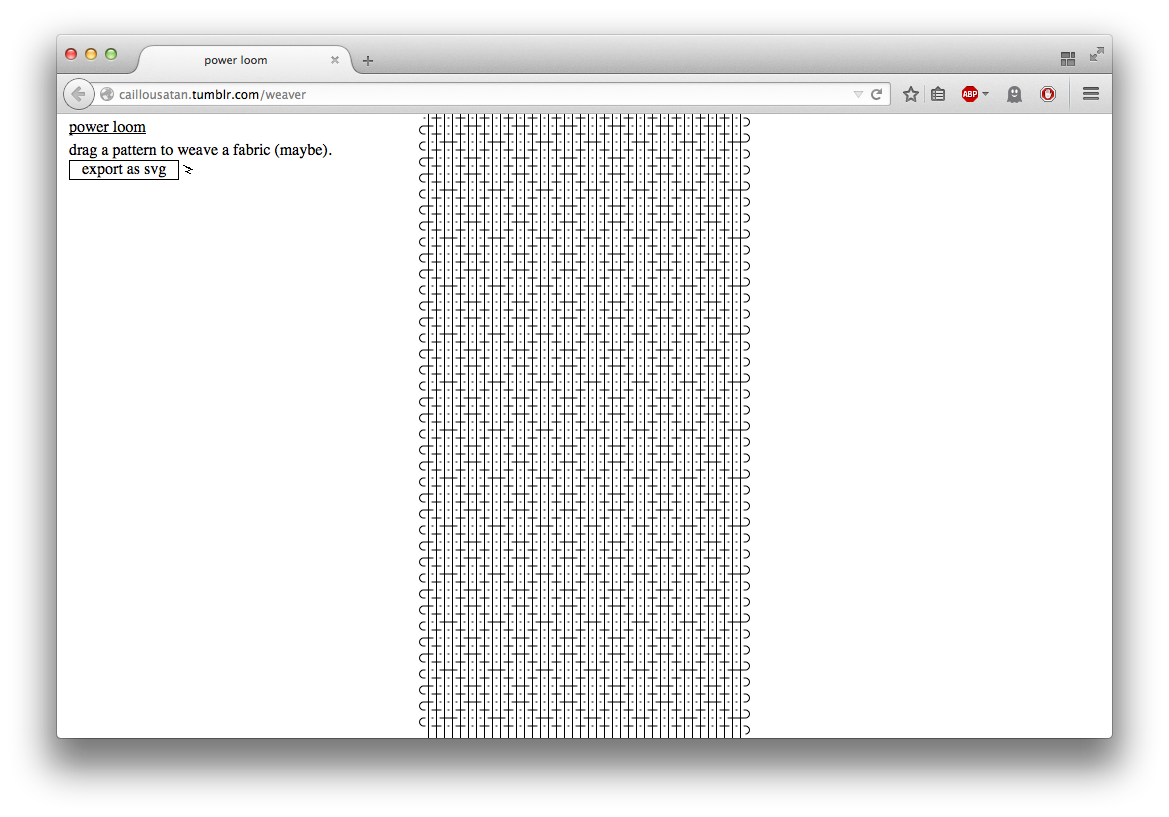 power loom
caillousatan.tumblr.com/weaver
ABP
power loom
drag a pattern to weave a fabric (maybe).
export as svg